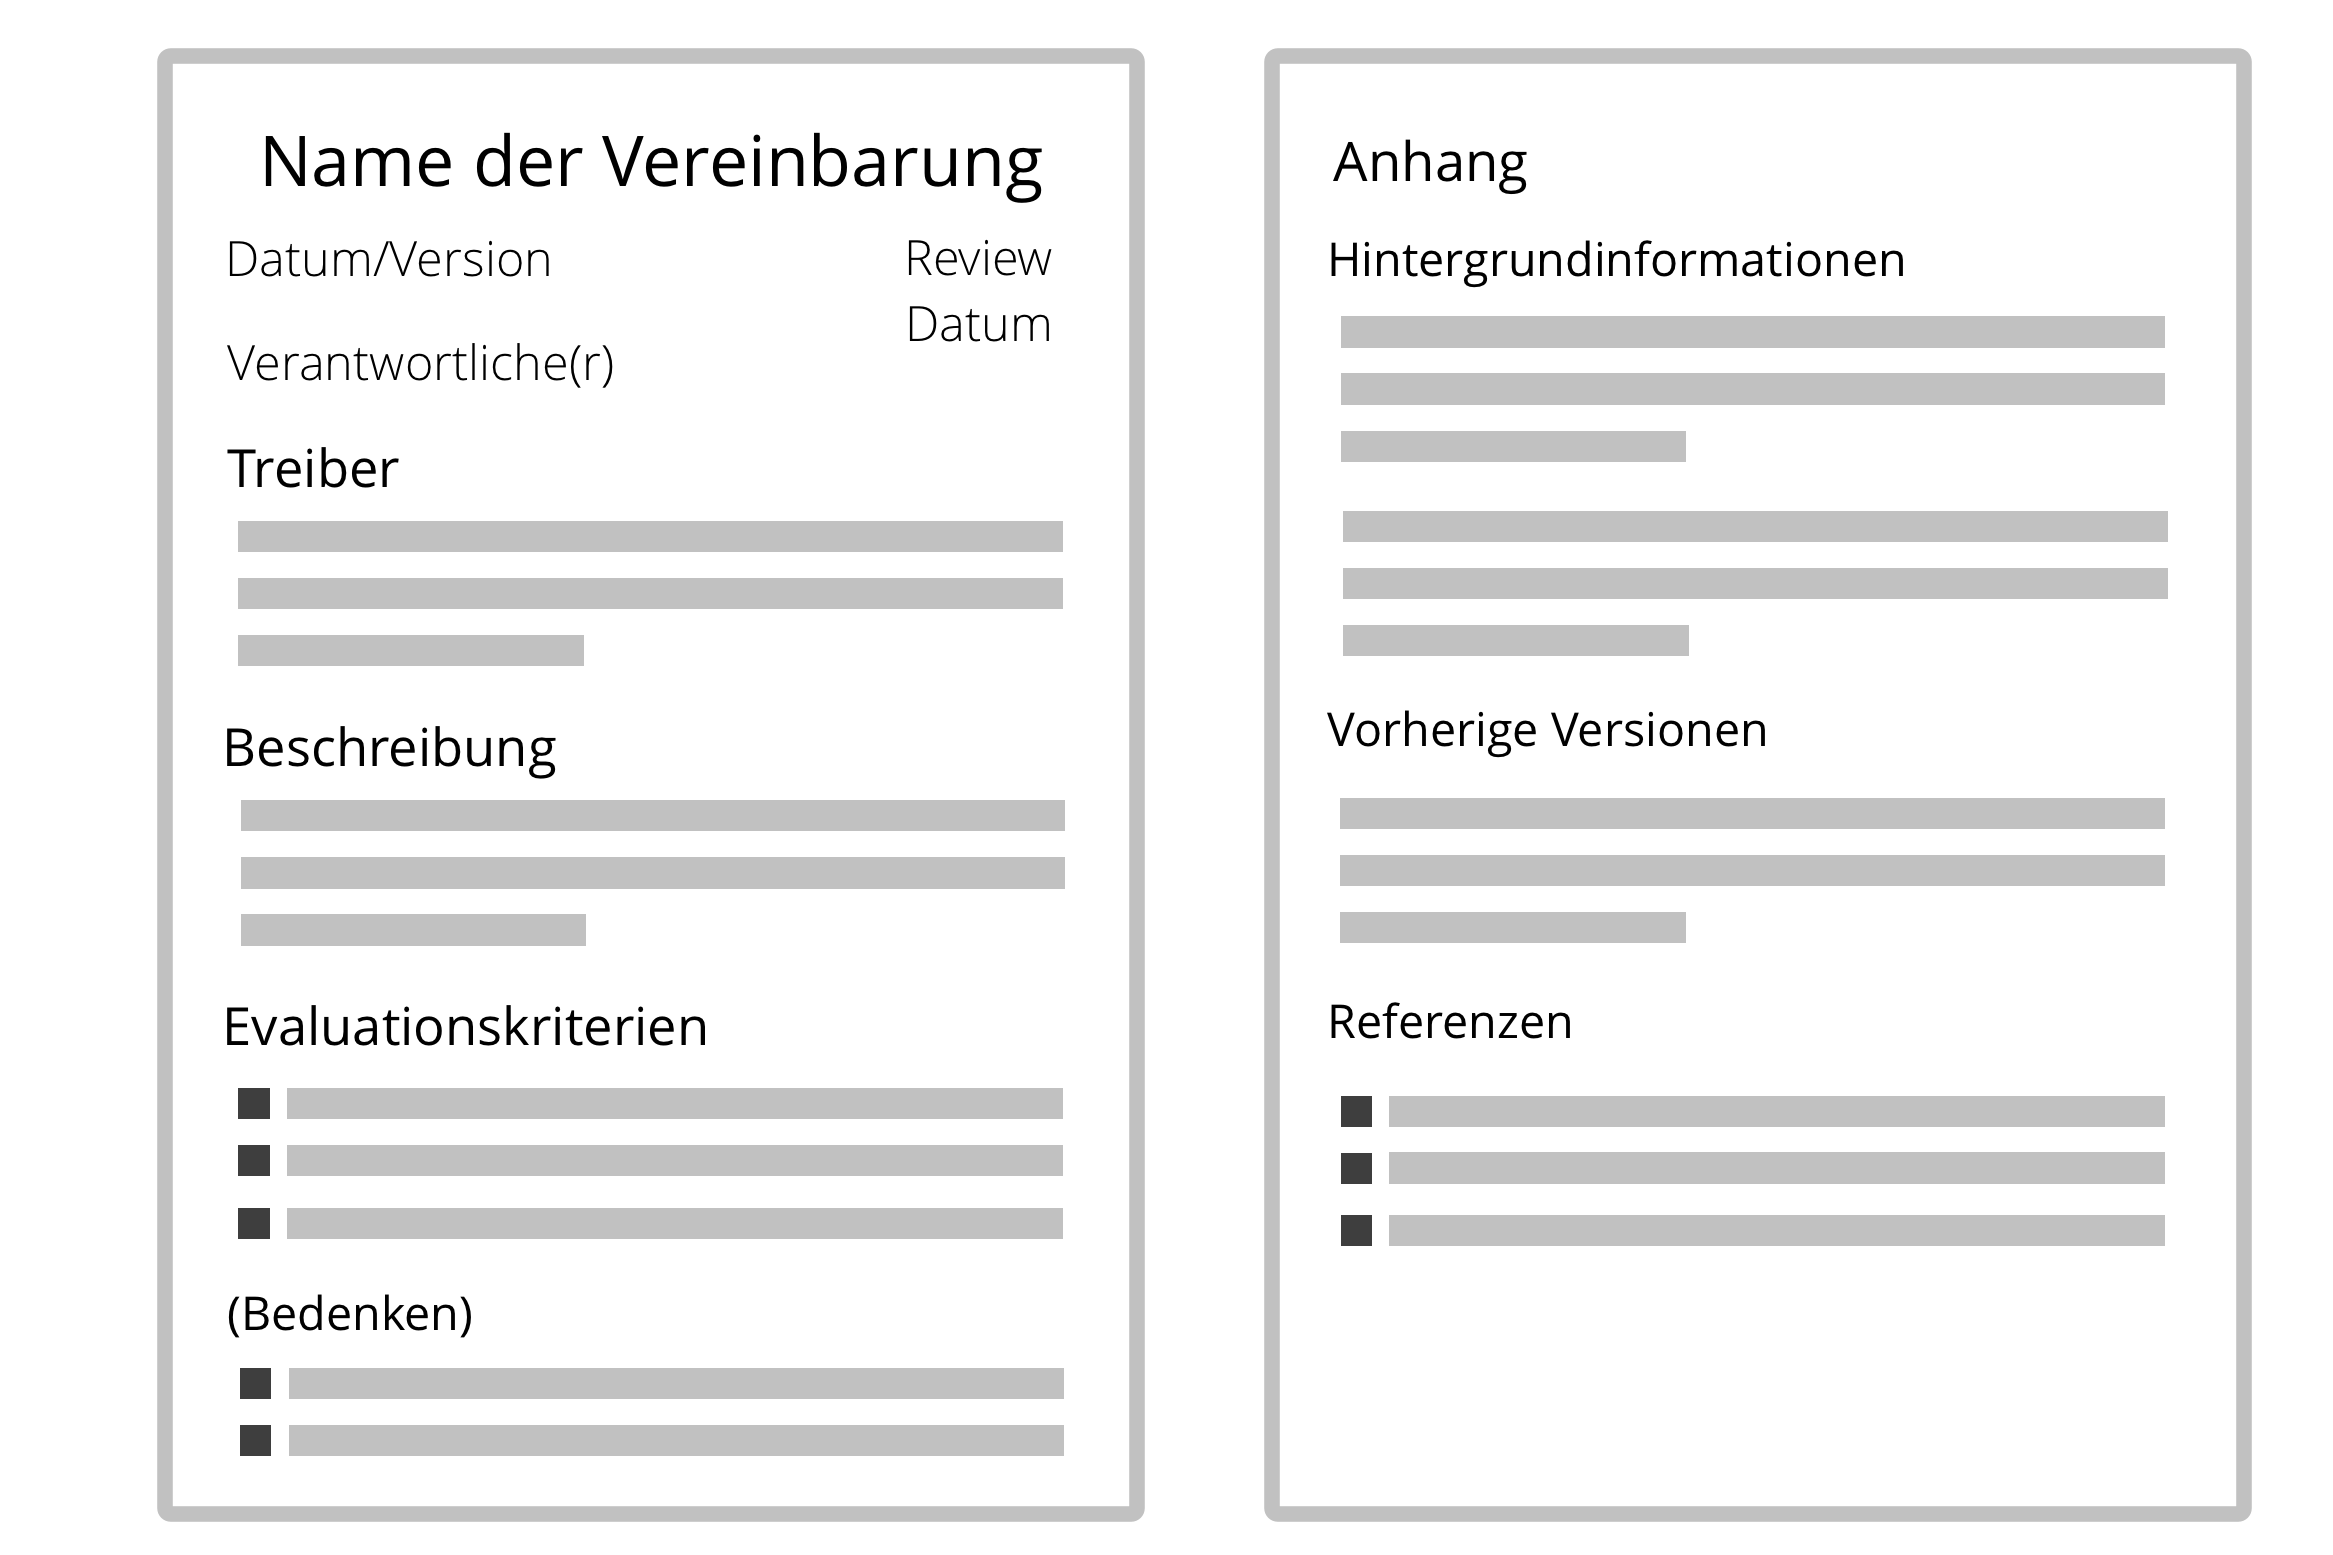 Name der Vereinbarung
Datum/Version
Review
Datum
Verantwortliche(r)
Treiber
Beschreibung
Evaluationskriterien
(Bedenken)
Anhang
Hintergrundinformationen
Vorherige Versionen
Referenzen